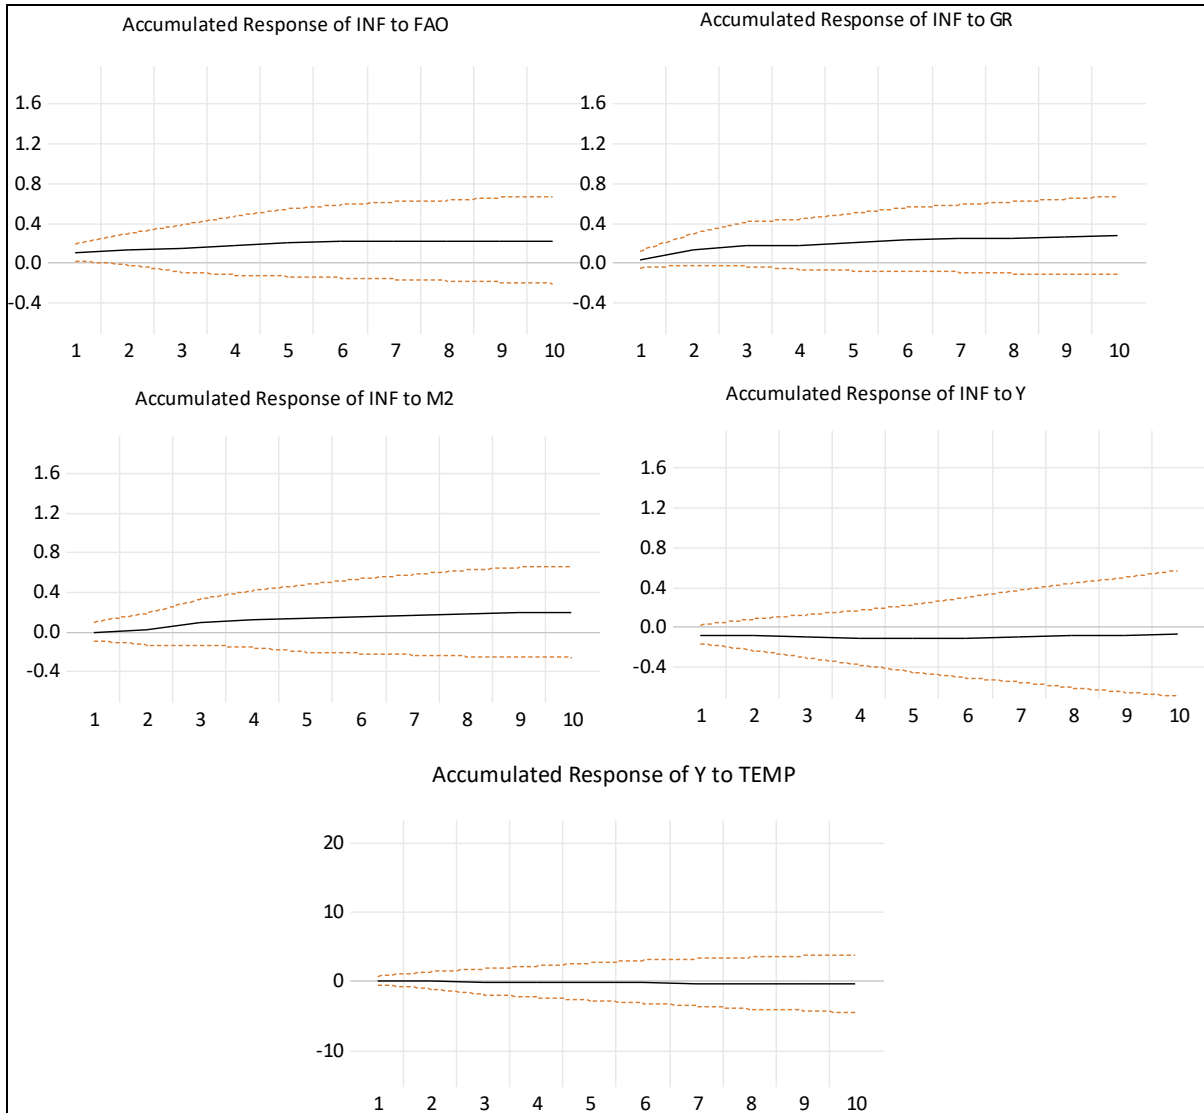 Accumulated Response of INF to FAO
1.6
1.2
0.8
0.4
0.0
-0.4
1 2 3 4 5 6 7 8 9 10
Accumulated Response of INF to GR
1.6
1.2
0.8
0.4
0.0
-0.4
1 2 3 4 5 6 7 8 9 10
Accumulated Response of INF to M2
1.6
1.2
0.8
0.4
0.0
-0.4
1 2 3 4 5 6 7 8 9 10
Accumulated Response of INF to Y
1.6
1.2
0.8
0.4
0.0
-0.4
1 2 3 4 5 6 7 8 9 10
Accumulated Response of Y to TEMP
20
10
0
-10
1 2 3 4 5 6 7 8 9 10